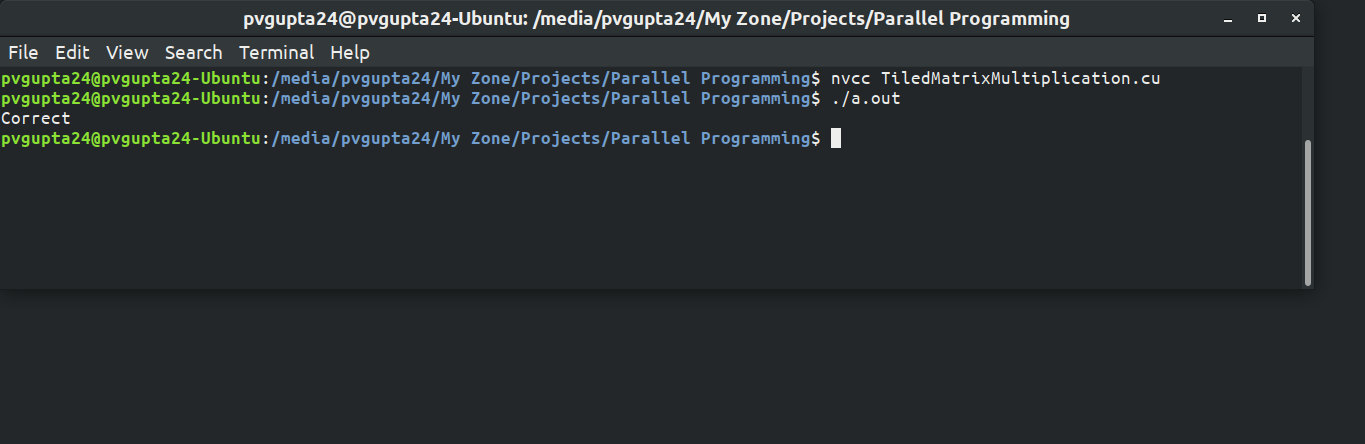 pvgupta24@pvgupta24-Ubuntu: /media/pvgupta24/My Zone/Projects/Parallel Programming
File Edit View Search Terminal Help
pvgupta24@pvgupta24-Ubuntu:/media/pvgupta24/My Zone/Projects/Parallel Programming$ nvcc TiledMatrixMultiplication.cu
pvgupta24@pvgupta24-Ubuntu:/media/pvgupta24/My Zone/Projects/Parallel Programming$ ./a.out
Correct
pvgupta24@pvgupta24-Ubuntu:/media/pvgupta24/My Zone/Projects/Parallel Programming$